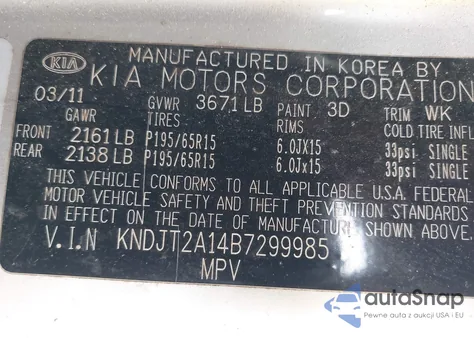 KIA MANUFACTURED IN KOREA BY
KIA MOTORS CORPORATION
03/11 GVWR 3671LB PAINT 3D TRIM WK
GAWR TIRES RIMS COLD TIRE INF
FRONT 2161LB P195/65R15 6.0JX15 33psi SINGLE
REAR 2138LB P195/65R15 6.0Jx15 33psi SINGLE
THIS VEHICLE CONFORMS TO ALL APPLICABLE U.S.A. FEDERAL
MOTOR VEHICLE SAFETY AND THEFT PREVENTION STANDARDS
IN EFFECT ON THE DATE OF MANUFACTURE SHOWN ABOVE.
V.I.N KNDJT2A14B7299985
MPV
autoSnap
Pewne auta z aukcji USA i EU